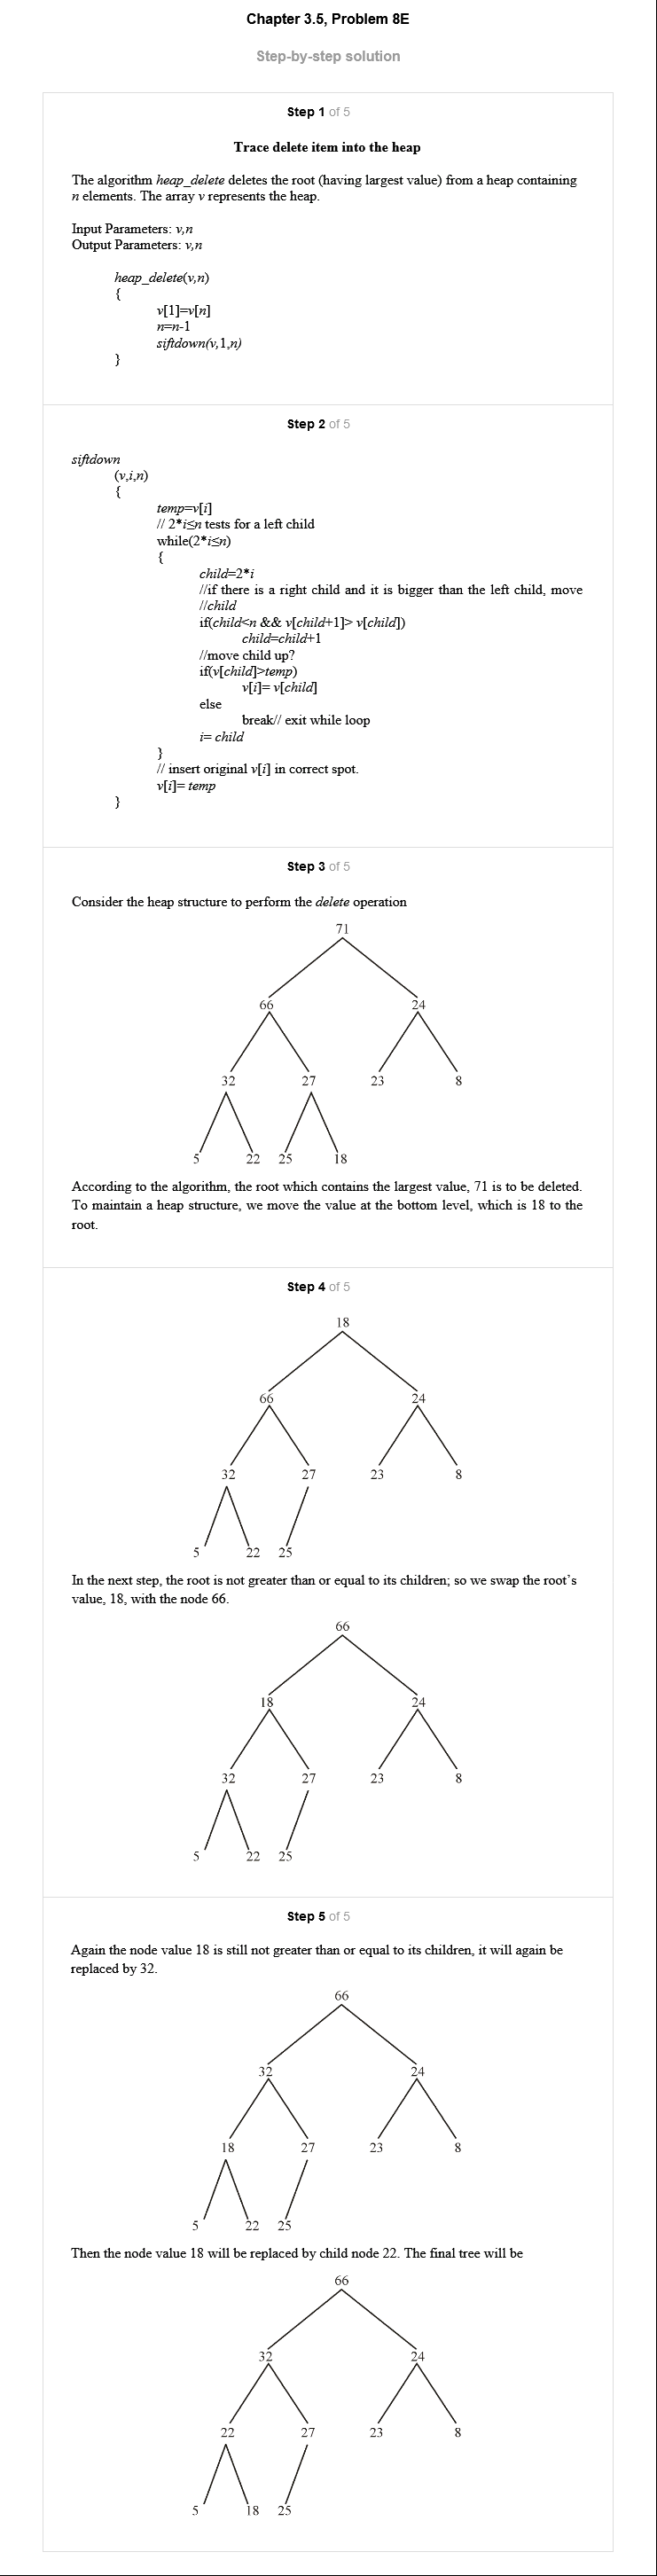 Chapter 3.5, Problem 8E
Step-by-step solution
Step 1 of 5
Trace delete item into the heap
The algorithm heap_delete deletes the root (having largest value) from a heap containing
n elements. The array v represents the heap.
Input Parameters: v,n
Output Parameters: v,n
heap_delete(v,n)
{
v[1]=v[n]
n=n-1
siftdown(v,1,n)
}
Step 2 of 5
siftdown
(v,i,n)
{
temp=v[i]
// 2*i≤n tests for a left child
while(2*i≤n)
{
child=2*i
//if there is a right child and it is bigger than the left child, move
//child
if(child<n && v[child+1]> v[child])
child=child+1
//move child up?
if(v[child]>temp)
v[i]= v[child]
else
break// exit while loop
i= child
}
// insert original v[i] in correct spot.
v[i]= temp
}
Step 3 of 5
Consider the heap structure to perform the delete operation
71
66 24
32 27 23 8
5 22 25 18
According to the algorithm, the root which contains the largest value, 71 is to be deleted.
To maintain a heap structure, we move the value at the bottom level, which is 18 to the
root.
Step 4 of 5
18
66 24
32 27 23 8
5 22 25
In the next step, the root is not greater than or equal to its children; so we swap the root's
value, 18, with the node 66.
66
18 24
32 27 23 8
5 22 25
Step 5 of 5
Again the node value 18 is still not greater than or equal to its children, it will again be
replaced by 32.
66
32 24
18 27 23 8
5 22 25
Then the node value 18 will be replaced by child node 22. The final tree will be
66
32 24
22 27 23 8
5 18 25